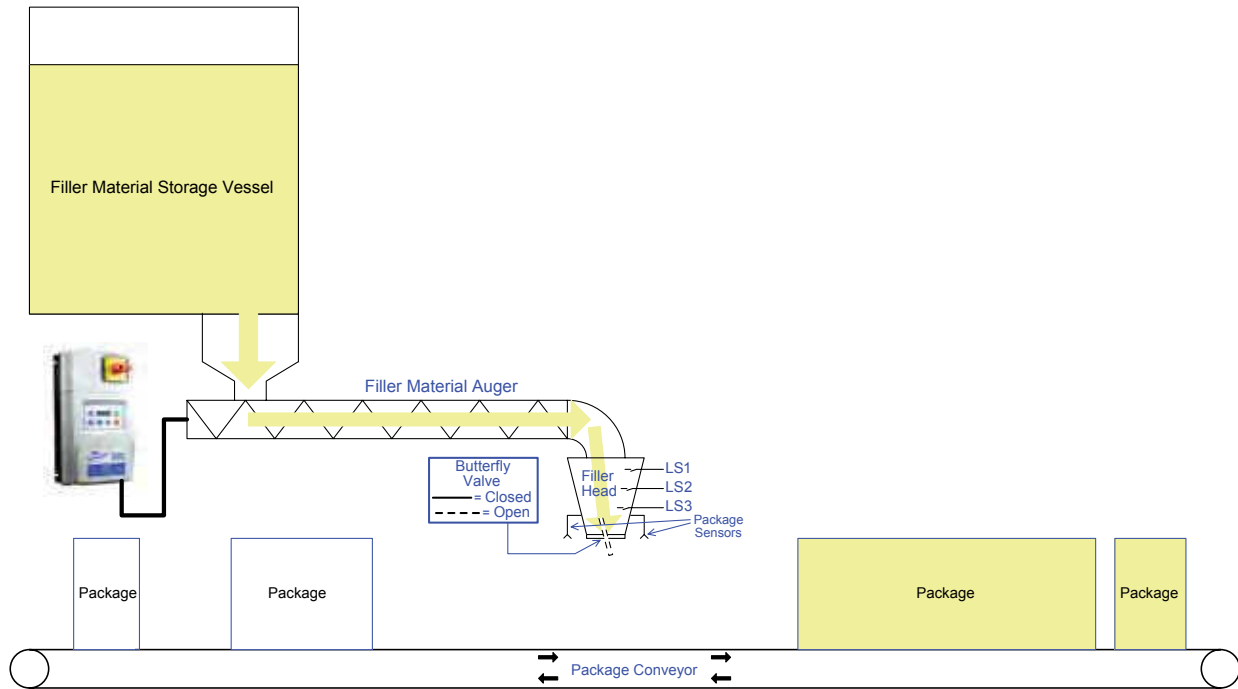 Filler Material Storage Vessel
Filler Material Auger
Butterfly
Valve
= Closed
= Open
Filler
Head
LS1
LS2
LS3
Package
Sensors
Package
Package
Package
Package
Package Conveyor